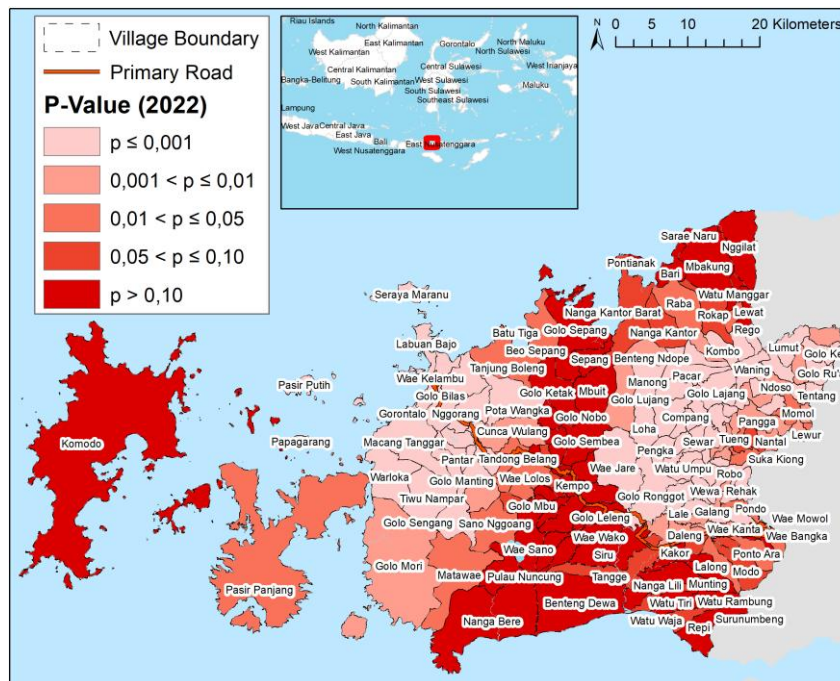 Village Boundary
Primary Road
P-Value (2022)
p ≤ 0,001
0,001 < p ≤ 0,01
0,01 < p ≤ 0,05
0,05 < p ≤ 0,10
p > 0,10
Riau Islands
North Kalimantan
East Kalimantan
West Kalimantan
Central Kalimantan
South Kalimantan
Bangka-Belitung
Lampung
West Java
Central Java
East Java
Bali
West Nusatenggara
Gorontalo
North Sulawesi
North Maluku
Central Sulawesi
West Sulawesi
South Sulawesi
Southeast Sulawesi
West Irianjaya
Maluku
N
0 5 10 20 Kilometers
Sarae Naru
Nggilat
Pontianak
Bari
Mbakung
Seraya Maranu
Raba
Watu Manggar
Nanga Kantor Barat
Rokap
Lewat
Batu Tiga
Golo Sepang
Nanga Kantor
Rego
Labuan Bajo
Beo Sepang
Sepang
Benteng Ndope
Kombo
Lumut
Wae Kelambu
Tanjung Boleng
Manong
Pacar
Waning
Pasir Putih
Golo Bilas
Golo Ketak
Mbuit
Golo Lujang
Golo Lajang
Ndoso
Tentang
Gorontalo
Nggorang
Pota Wangka
Golo Nobo
Compang
Pangga
Momol
Komodo
Papagarang
Macang Tanggar
Cunca Wulang
Golo Sembea
Loha
Sewar
Tueng
Nantal
Lewur
Pengka
Suka Kiong
Warloka
Pantar
Tandong Belang
Wae Jare
Watu Umpu
Robo
Golo Manting
Wae Lolos
Kempo
Tiwu Nampar
Golo Ronggot
Wewa
Rehak
Golo Mbu
Golo Leleng
Lale
Galang
Pondo
Golo Sengang
Sano Nggoang
Wae Mowol
Wae Wako
Daleng
Wae Kanta
Wae Bangka
Wae Sano
Siru
Kakor
Ponto Ara
Golo Mori
Lalong
Matawae
Pulau Nuncung
Tangge
Modo
Pasir Panjang
Nanga Lili
Munting
Benteng Dewa
Watu Tiri
Watu Rambung
Nanga Bere
Watu Waja
Repi
Surunumbeng